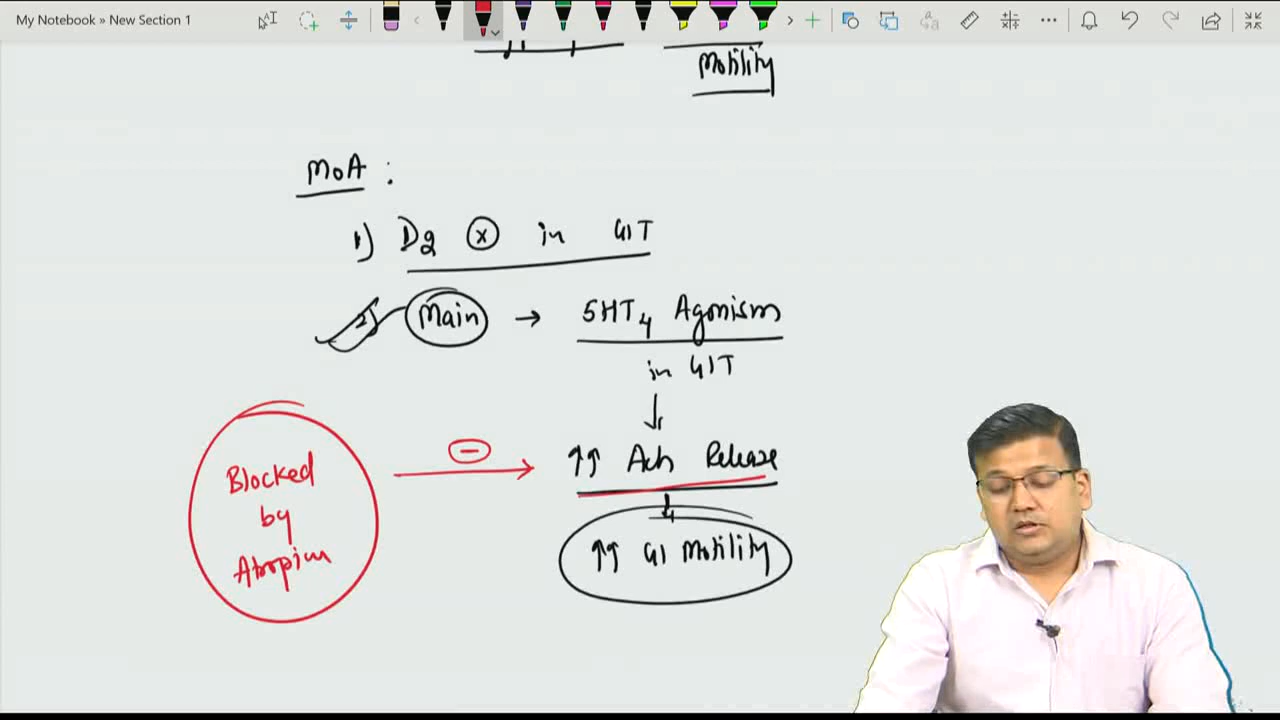 My Notebook » New Section 1
Motility
MOA :
1) D2 ⊗ in GIT
2) Main → 5HT4 Agonism
in GIT
↓
Blocked by Atropine
⊖ →
↑↑ Ach Release
↓
↑↑ GI Motility